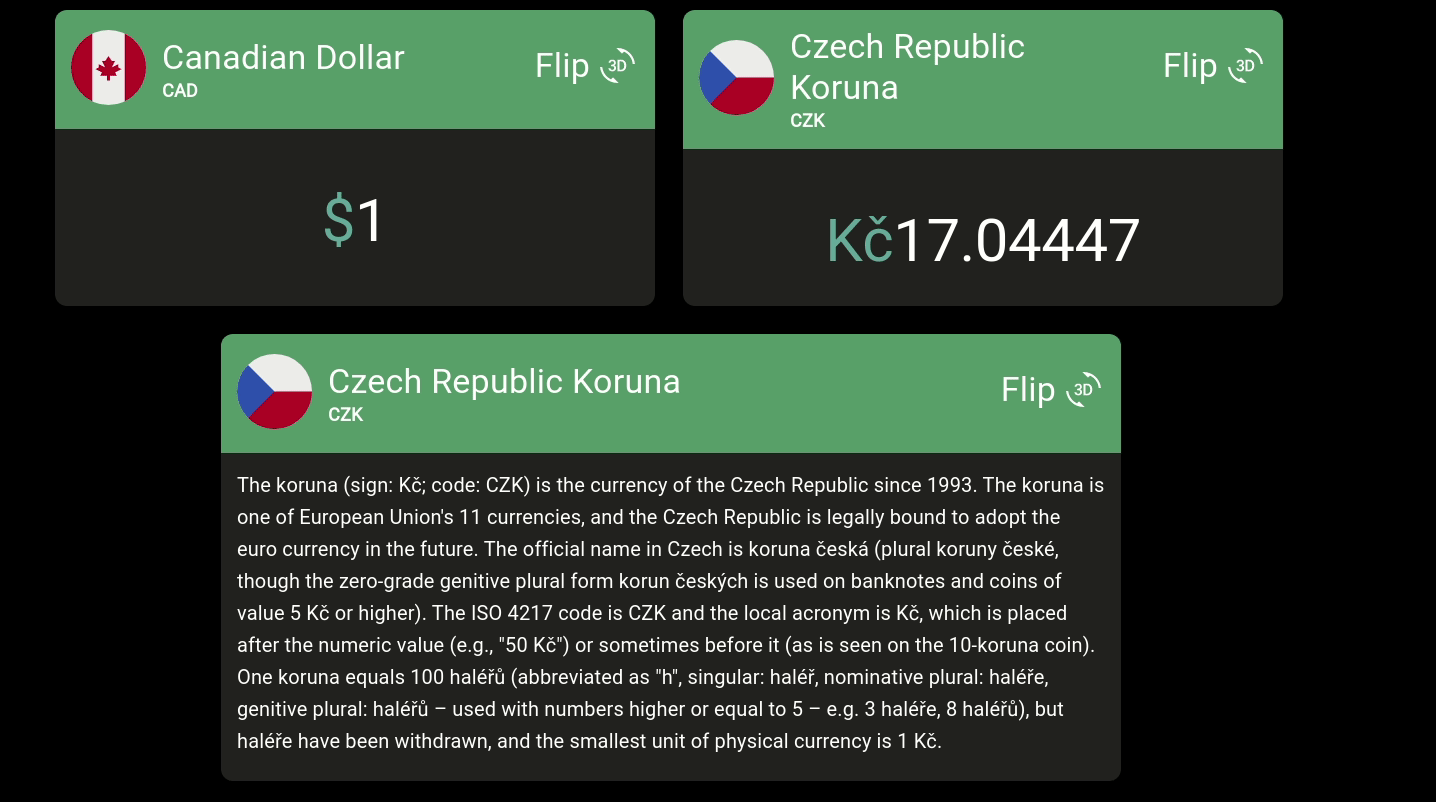 Canadian Dollar
CAD
Flip 3D
$1
Czech Republic
Koruna
CZK
Flip 3D
Kč17.04447
Czech Republic Koruna
CZK
Flip 3D
The koruna (sign: Kč; code: CZK) is the currency of the Czech Republic since 1993. The koruna is
one of European Union's 11 currencies, and the Czech Republic is legally bound to adopt the
euro currency in the future. The official name in Czech is koruna česká (plural koruny české,
though the zero-grade genitive plural form korun českých is used on banknotes and coins of
value 5 Kč or higher). The ISO 4217 code is CZK and the local acronym is Kč, which is placed
after the numeric value (e.g., "50 Kč") or sometimes before it (as is seen on the 10-koruna coin).
One koruna equals 100 haléřů (abbreviated as "h", singular: haléř, nominative plural: haléře,
genitive plural: haléřů – used with numbers higher or equal to 5 – e.g. 3 haléře, 8 haléřů), but
haléře have been withdrawn, and the smallest unit of physical currency is 1 Kč.